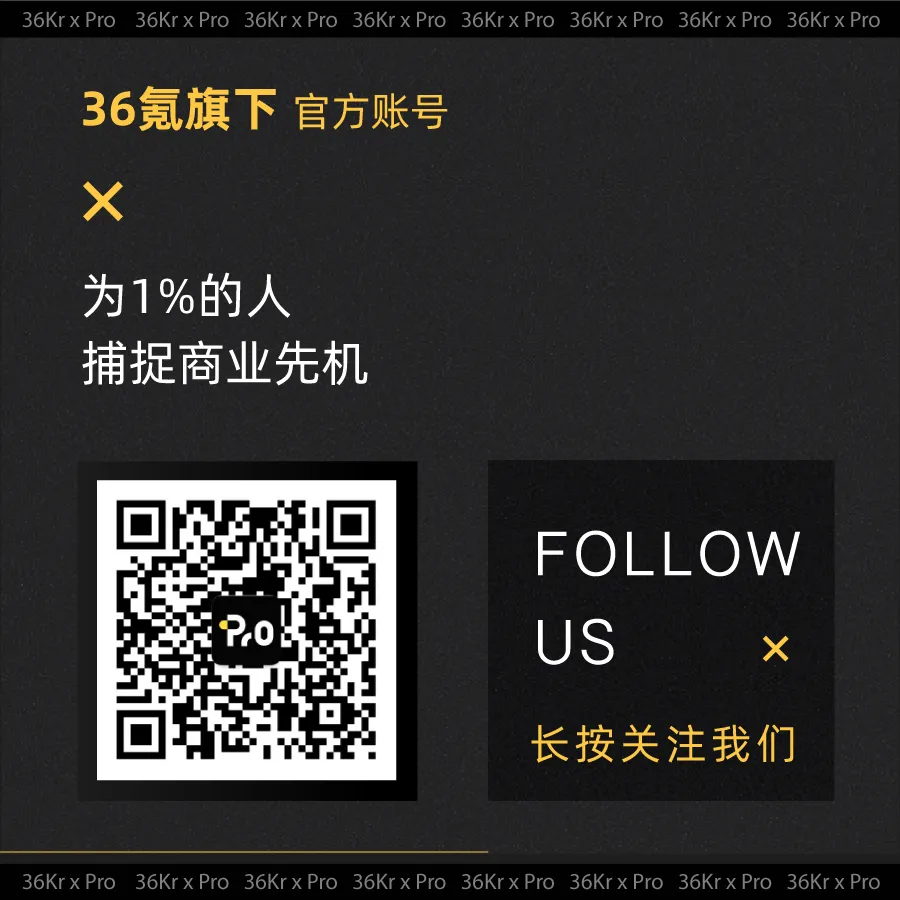 36Kr x Pro 36Kr x Pro 36Kr x Pro 36Kr x Pro 36Kr x Pro 36Kr x Pro 36Kr x Pro 36Kr x Pro
36氪旗下 官方账号
×
为1%的人
捕捉商业先机
Pro
FOLLOW
US ×
长按关注我们
36Kr x Pro 36Kr x Pro 36Kr x Pro 36Kr x Pro 36Kr x Pro 36Kr x Pro 36Kr x Pro 36Kr x Pro